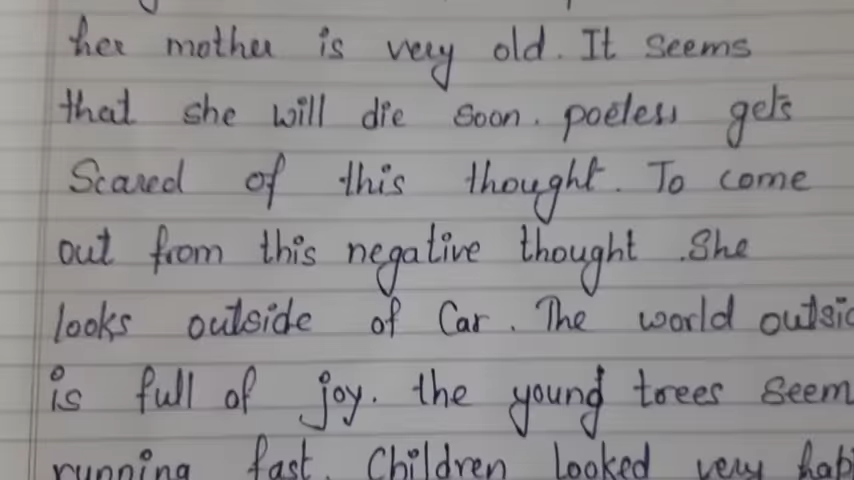 her mother is very old. It seems
that she will die soon. poetess gets
Scared of this thought. To come
out from this negative thought .She
looks outside of Car. The world outsid
is full of joy. the young trees seem
running fast. Children looked very happ